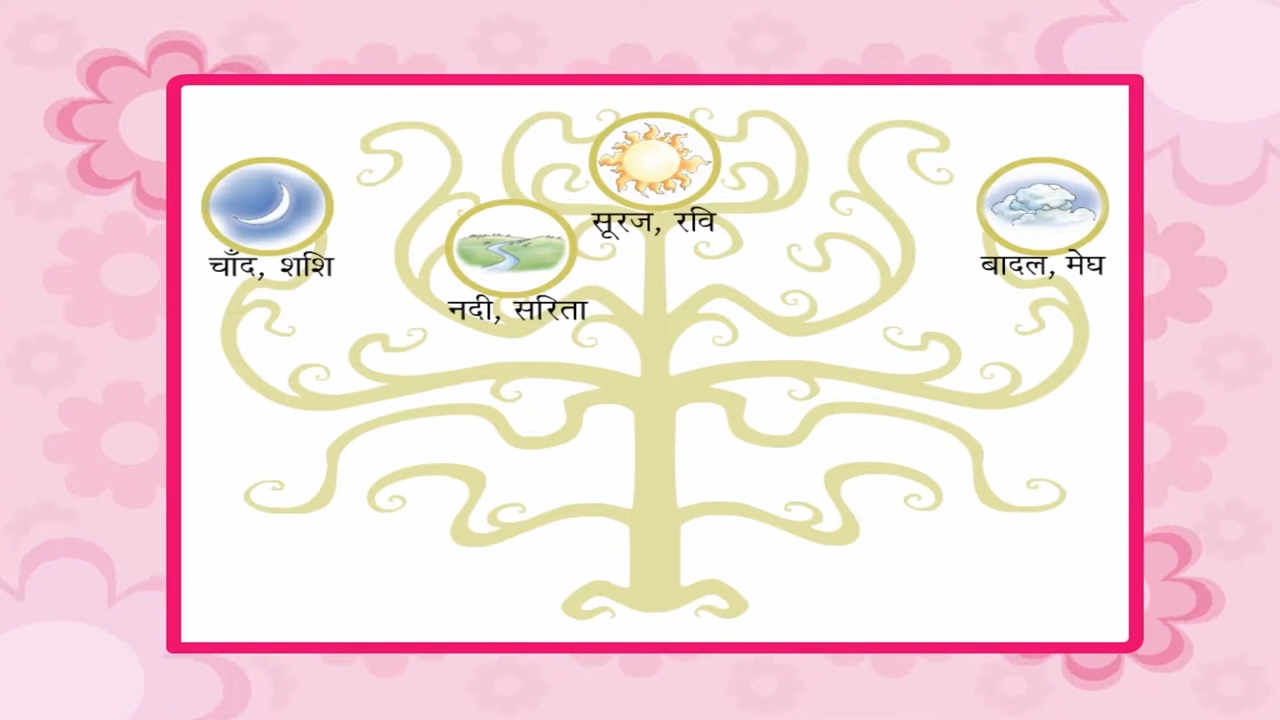 सूरज, रवि
चाँद, शशि
बादल, मेघ
नदी, सरिता